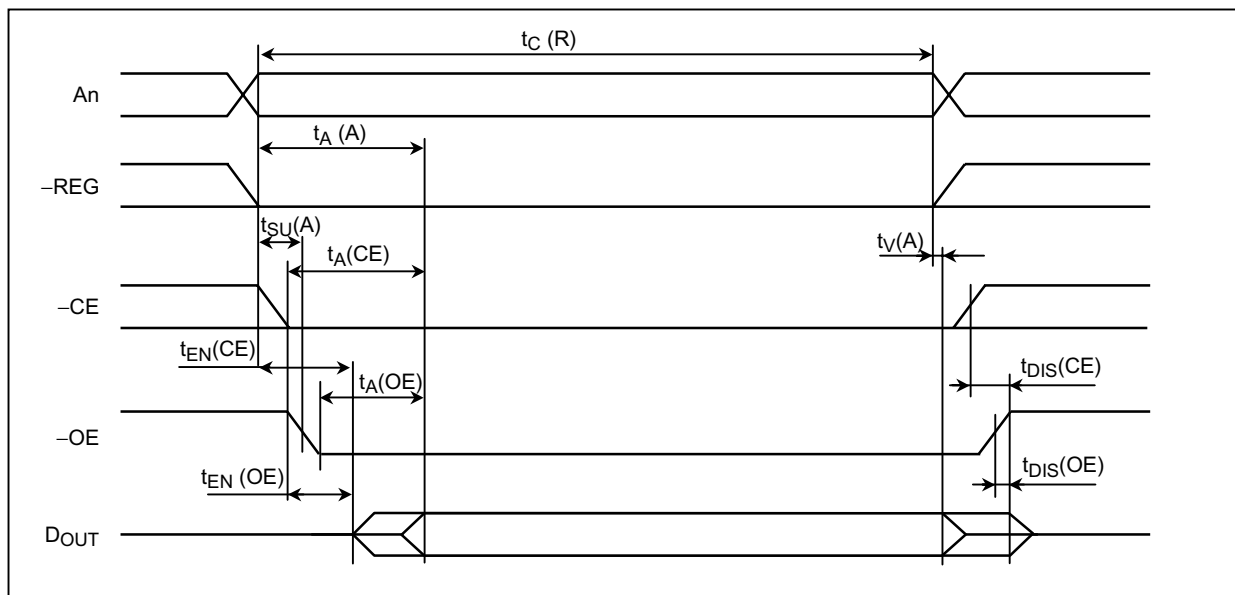 tC (R)
An
tA (A)
–REG
tSU(A)
tV(A)
tA(CE)
–CE
tEN(CE)
tDIS(CE)
tA(OE)
–OE
tDIS(OE)
tEN (OE)
DOUT